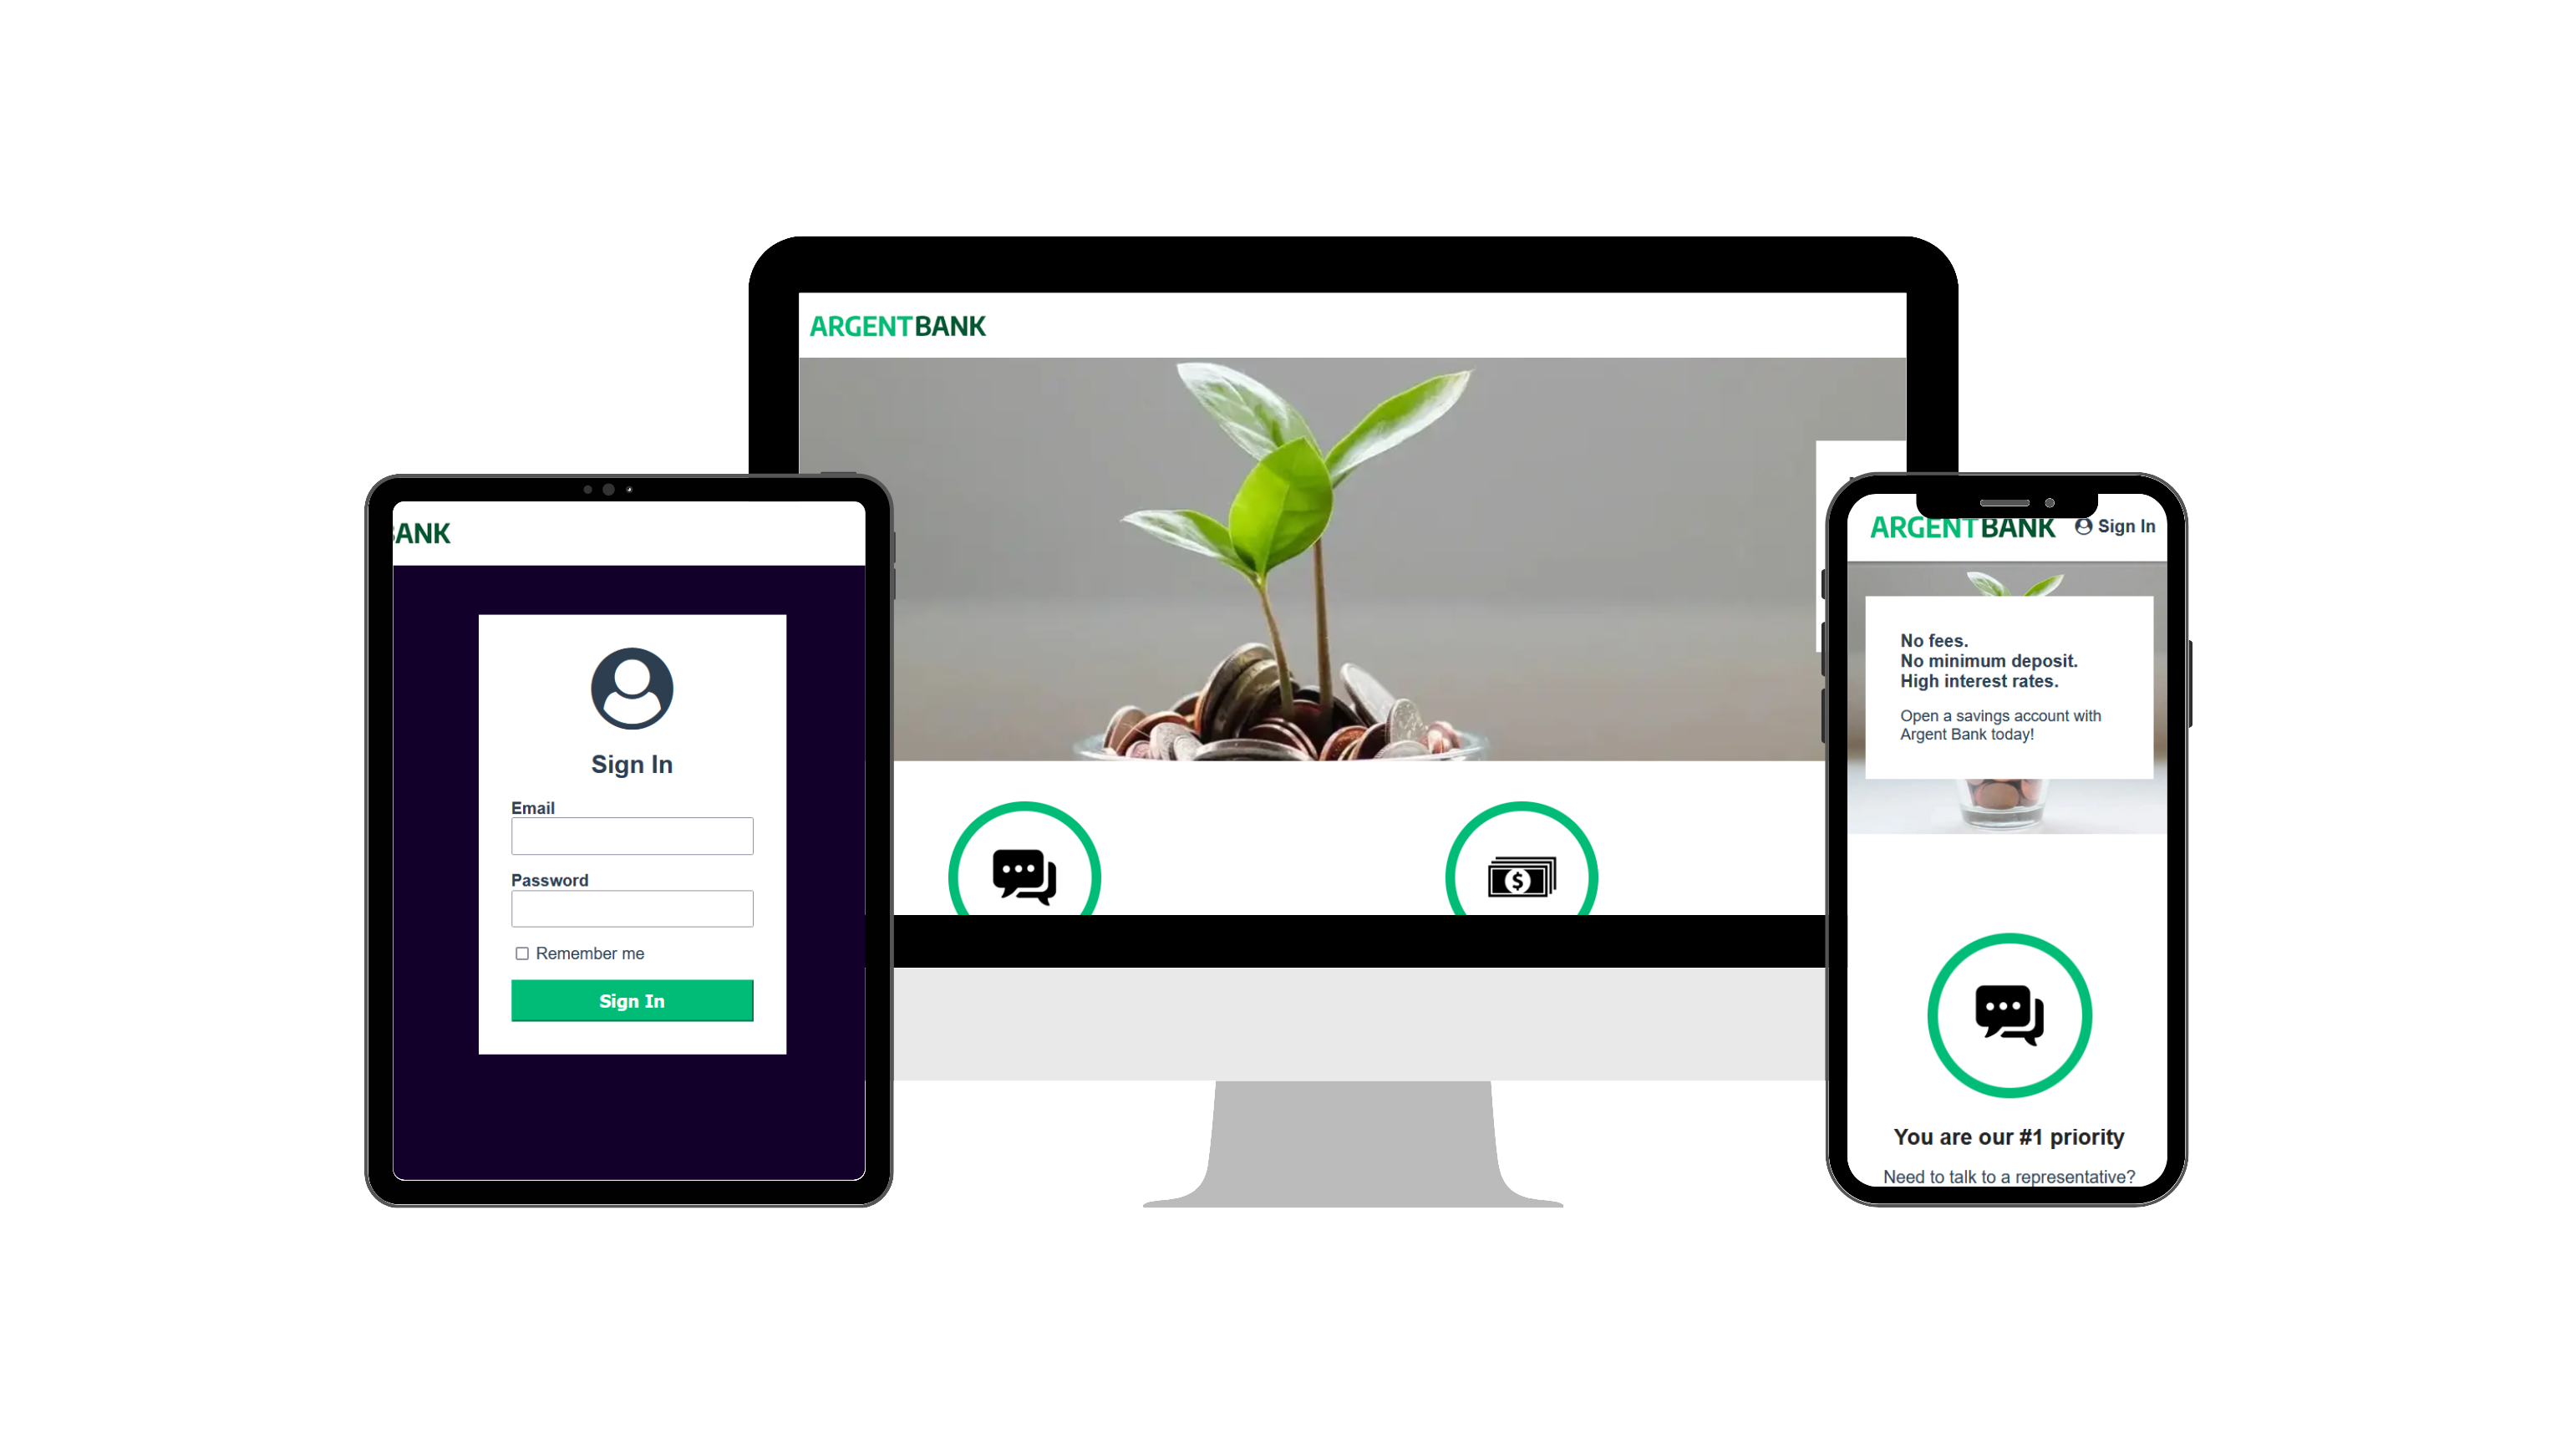 ARGENTBANK
BANK
Sign In
Email
Password
Remember me
Sign In
ARGENTBANK
Sign In
No fees.
No minimum deposit.
High interest rates.
Open a savings account with
Argent Bank today!
You are our #1 priority
Need to talk to a representative?